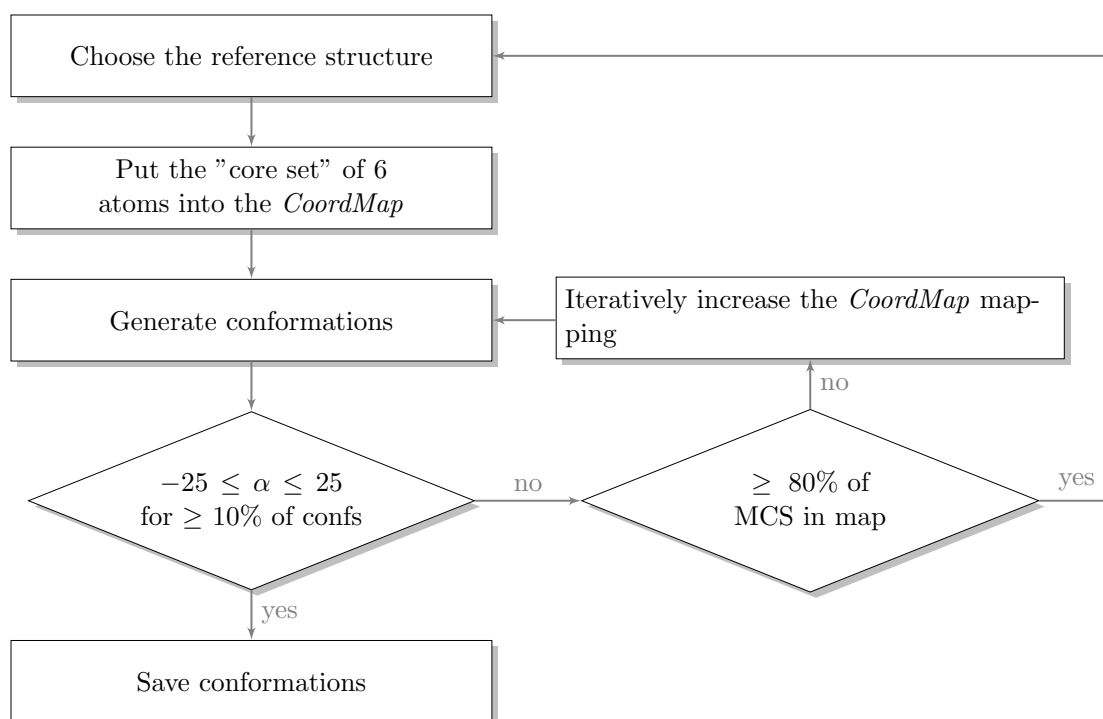 Choose the reference structure
Put the ”core set” of 6
atoms into the CoordMap
Generate conformations
Iteratively increase the CoordMap map-
pping
no
−25 ≤ α ≤ 25
for ≥ 10% of confs
no
≥ 80% of
MCS in map
yes
yes
Save conformations